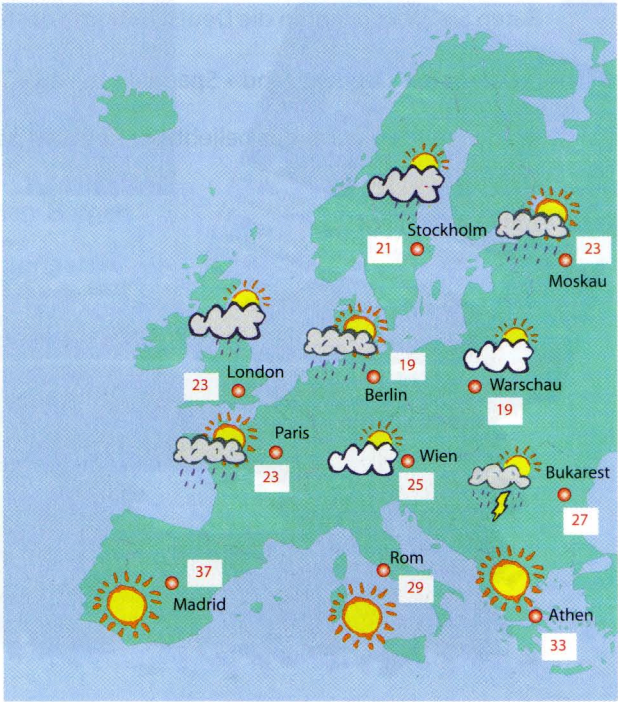 Stockholm
21
23
Moskau
London
23
19
Berlin
Warschau
19
Paris
23
Wien
25
Bukarest
27
37
Madrid
Rom
29
Athen
33